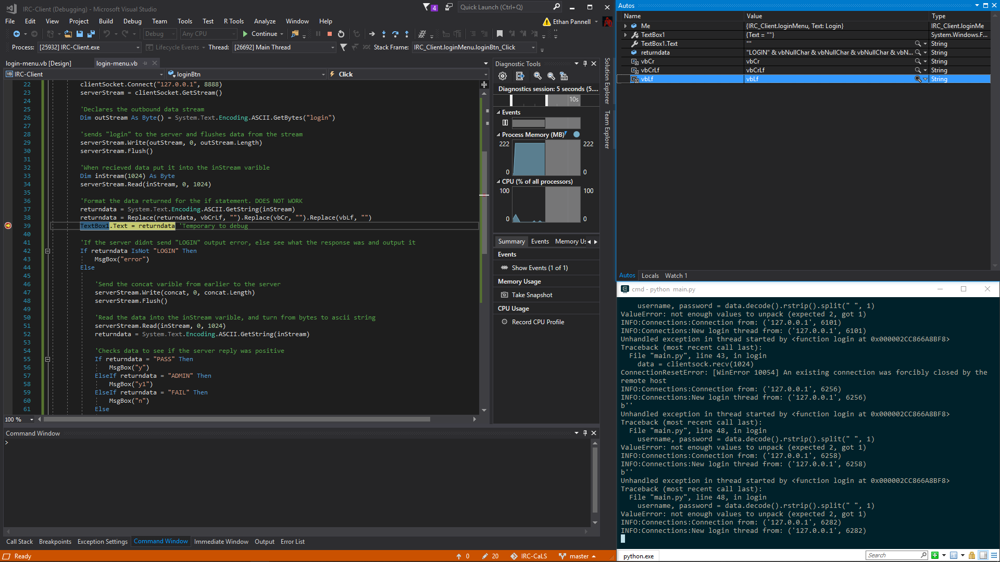 IRC-Client (Debugging) - Microsoft Visual Studio
4
Quick Launch (Ctrl+Q)
File Edit View Project Build Debug Team Tools Test R Tools Analyze Window Help
Ethan Pannell
Debug Any CPU Continue
Process: [25932] IRC-Client.exe Lifecycle Events Thread: [26692] Main Thread Stack Frame: IRC_Client.loginMenu.loginBtn_Click
login-menu.vb [Design] login-menu.vb
IRC-Client loginBtn Click
22 clientSocket.Connect("127.0.0.1", 8888)
23 serverStream = clientSocket.GetStream()
24
25 'Declares the outbound data stream
26 Dim outStream As Byte() = System.Text.Encoding.ASCII.GetBytes("login")
27
28 'sends "login" to the server and flushes data from the stream
29 serverStream.Write(outStream, 0, outStream.Length)
30 serverStream.Flush()
31
32 'When recieved data put it into the inStream varible
33 Dim inStream(1024) As Byte
34 serverStream.Read(inStream, 0, 1024)
35
36 'Format the data returned for the if statement. DOES NOT WORK
37 returndata = System.Text.Encoding.ASCII.GetString(inStream)
38 returndata = Replace(returndata, vbCrLf, "").Replace(vbCr, "").Replace(vbLf, "")
39 TextBox1.Text = returndata 'Temporary to debug
40
41 'If the server didnt send "LOGIN" output error, else see what the response was and output it
42 If returndata IsNot "LOGIN" Then
43 MsgBox("error")
44 Else
45
46 'Send the concat varible from earlier to the server
47 serverStream.Write(concat, 0, concat.Length)
48 serverStream.Flush()
49
50 'Read the data into the inStream varible, and turn from bytes to ascii string
51 serverStream.Read(inStream, 0, 1024)
52 returndata = System.Text.Encoding.ASCII.GetString(inStream)
53
54 'Checks data to see if the server reply was positive
55 If returndata = "PASS" Then
56 MsgBox("y")
57 ElseIf returndata = "ADMIN" Then
58 MsgBox("y1")
59 ElseIf returndata = "FAIL" Then
60 MsgBox("n")
61 Else
100 %
Diagnostic Tools
Diagnostics session: 5 seconds (5....
10s
Events
Process Memory (MB)
222 222
0 0
CPU (% of all processors)
100 100
0 0
Summary Events Memory Us
Events
Show Events (1 of 1)
Memory Usage
Take Snapshot
CPU Usage
Record CPU Profile
Solution Explorer
Team Explorer
Command Window
>
Call Stack Breakpoints Exception Settings Command Window Immediate Window Output Error List
Ready 0 20 IRC-CaLS master
Autos
Name Value Type
Me {IRC_Client.loginMenu, Text: Login} IRC_Client.loginMe
TextBox1 {Text = ""} System.Windows.F...
TextBox1.Text "" String
returndata "LOGIN" & vbNullChar & vbNullChar & vbNullChar & vbN... String
vbCr vbCr String
vbCrLf vbCrLf String
vbLf vbLf String
Autos Locals Watch 1
cmd - python main.py
username, password = data.decode().rstrip().split(" ", 1)
ValueError: not enough values to unpack (expected 2, got 1)
INFO:Connections:Connection from: ('127.0.0.1', 6101)
INFO:Connections:New login thread from: ('127.0.0.1', 6101)
Unhandled exception in thread started by <function login at 0x000002CC866A8BF8>
Traceback (most recent call last):
File "main.py", line 43, in login
data = clientsock.recv(1024)
ConnectionResetError: [WinError 10054] An existing connection was forcibly closed by the
remote host
INFO:Connections:Connection from: ('127.0.0.1', 6256)
INFO:Connections:New login thread from: ('127.0.0.1', 6256)
b''
Unhandled exception in thread started by <function login at 0x000002CC866A8BF8>
Traceback (most recent call last):
File "main.py", line 48, in login
username, password = data.decode().rstrip().split(" ", 1)
ValueError: not enough values to unpack (expected 2, got 1)
INFO:Connections:Connection from: ('127.0.0.1', 6258)
INFO:Connections:New login thread from: ('127.0.0.1', 6258)
b''
Unhandled exception in thread started by <function login at 0x000002CC866A8BF8>
Traceback (most recent call last):
File "main.py", line 48, in login
username, password = data.decode().rstrip().split(" ", 1)
ValueError: not enough values to unpack (expected 2, got 1)
INFO:Connections:Connection from: ('127.0.0.1', 6282)
INFO:Connections:New login thread from: ('127.0.0.1', 6282)
python.exe
Search